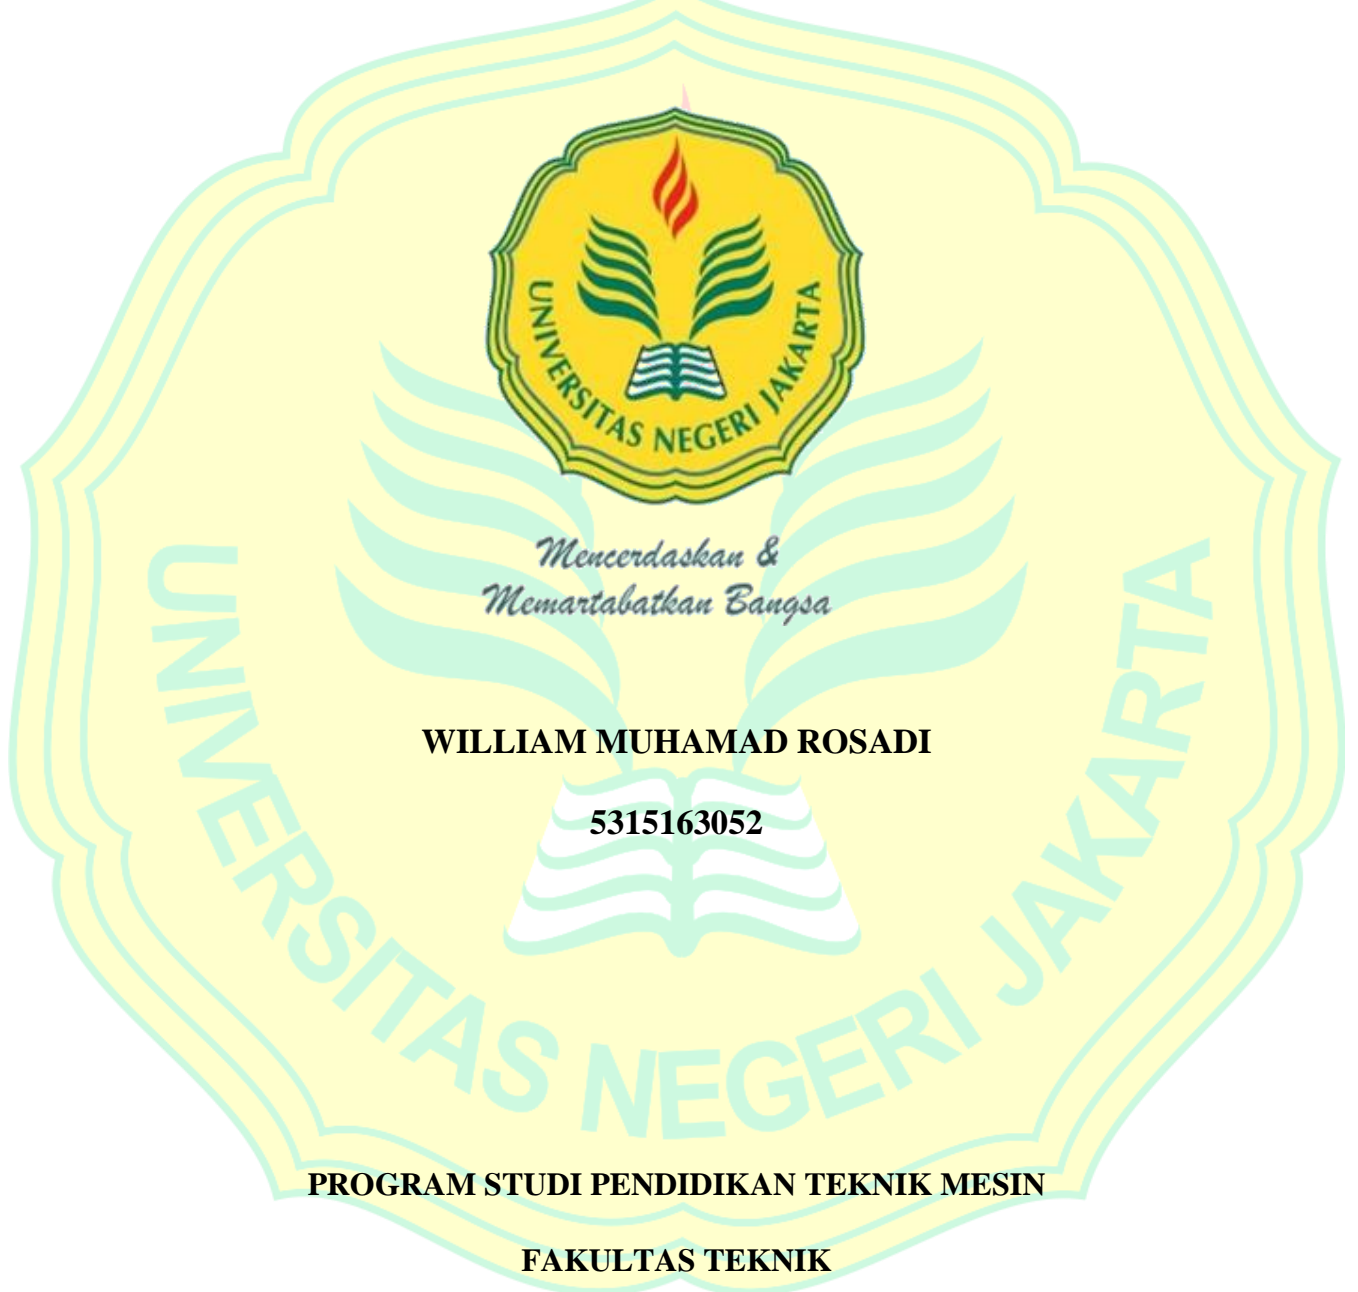 UNIVERSITAS NEGERI JAKARTA
Mencerdaskan &
Memartabatkan Bangsa
WILLIAM MUHAMAD ROSADI
5315163052
UNIVERSITAS NEGERI JAKARTA
PROGRAM STUDI PENDIDIKAN TEKNIK MESIN
FAKULTAS TEKNIK